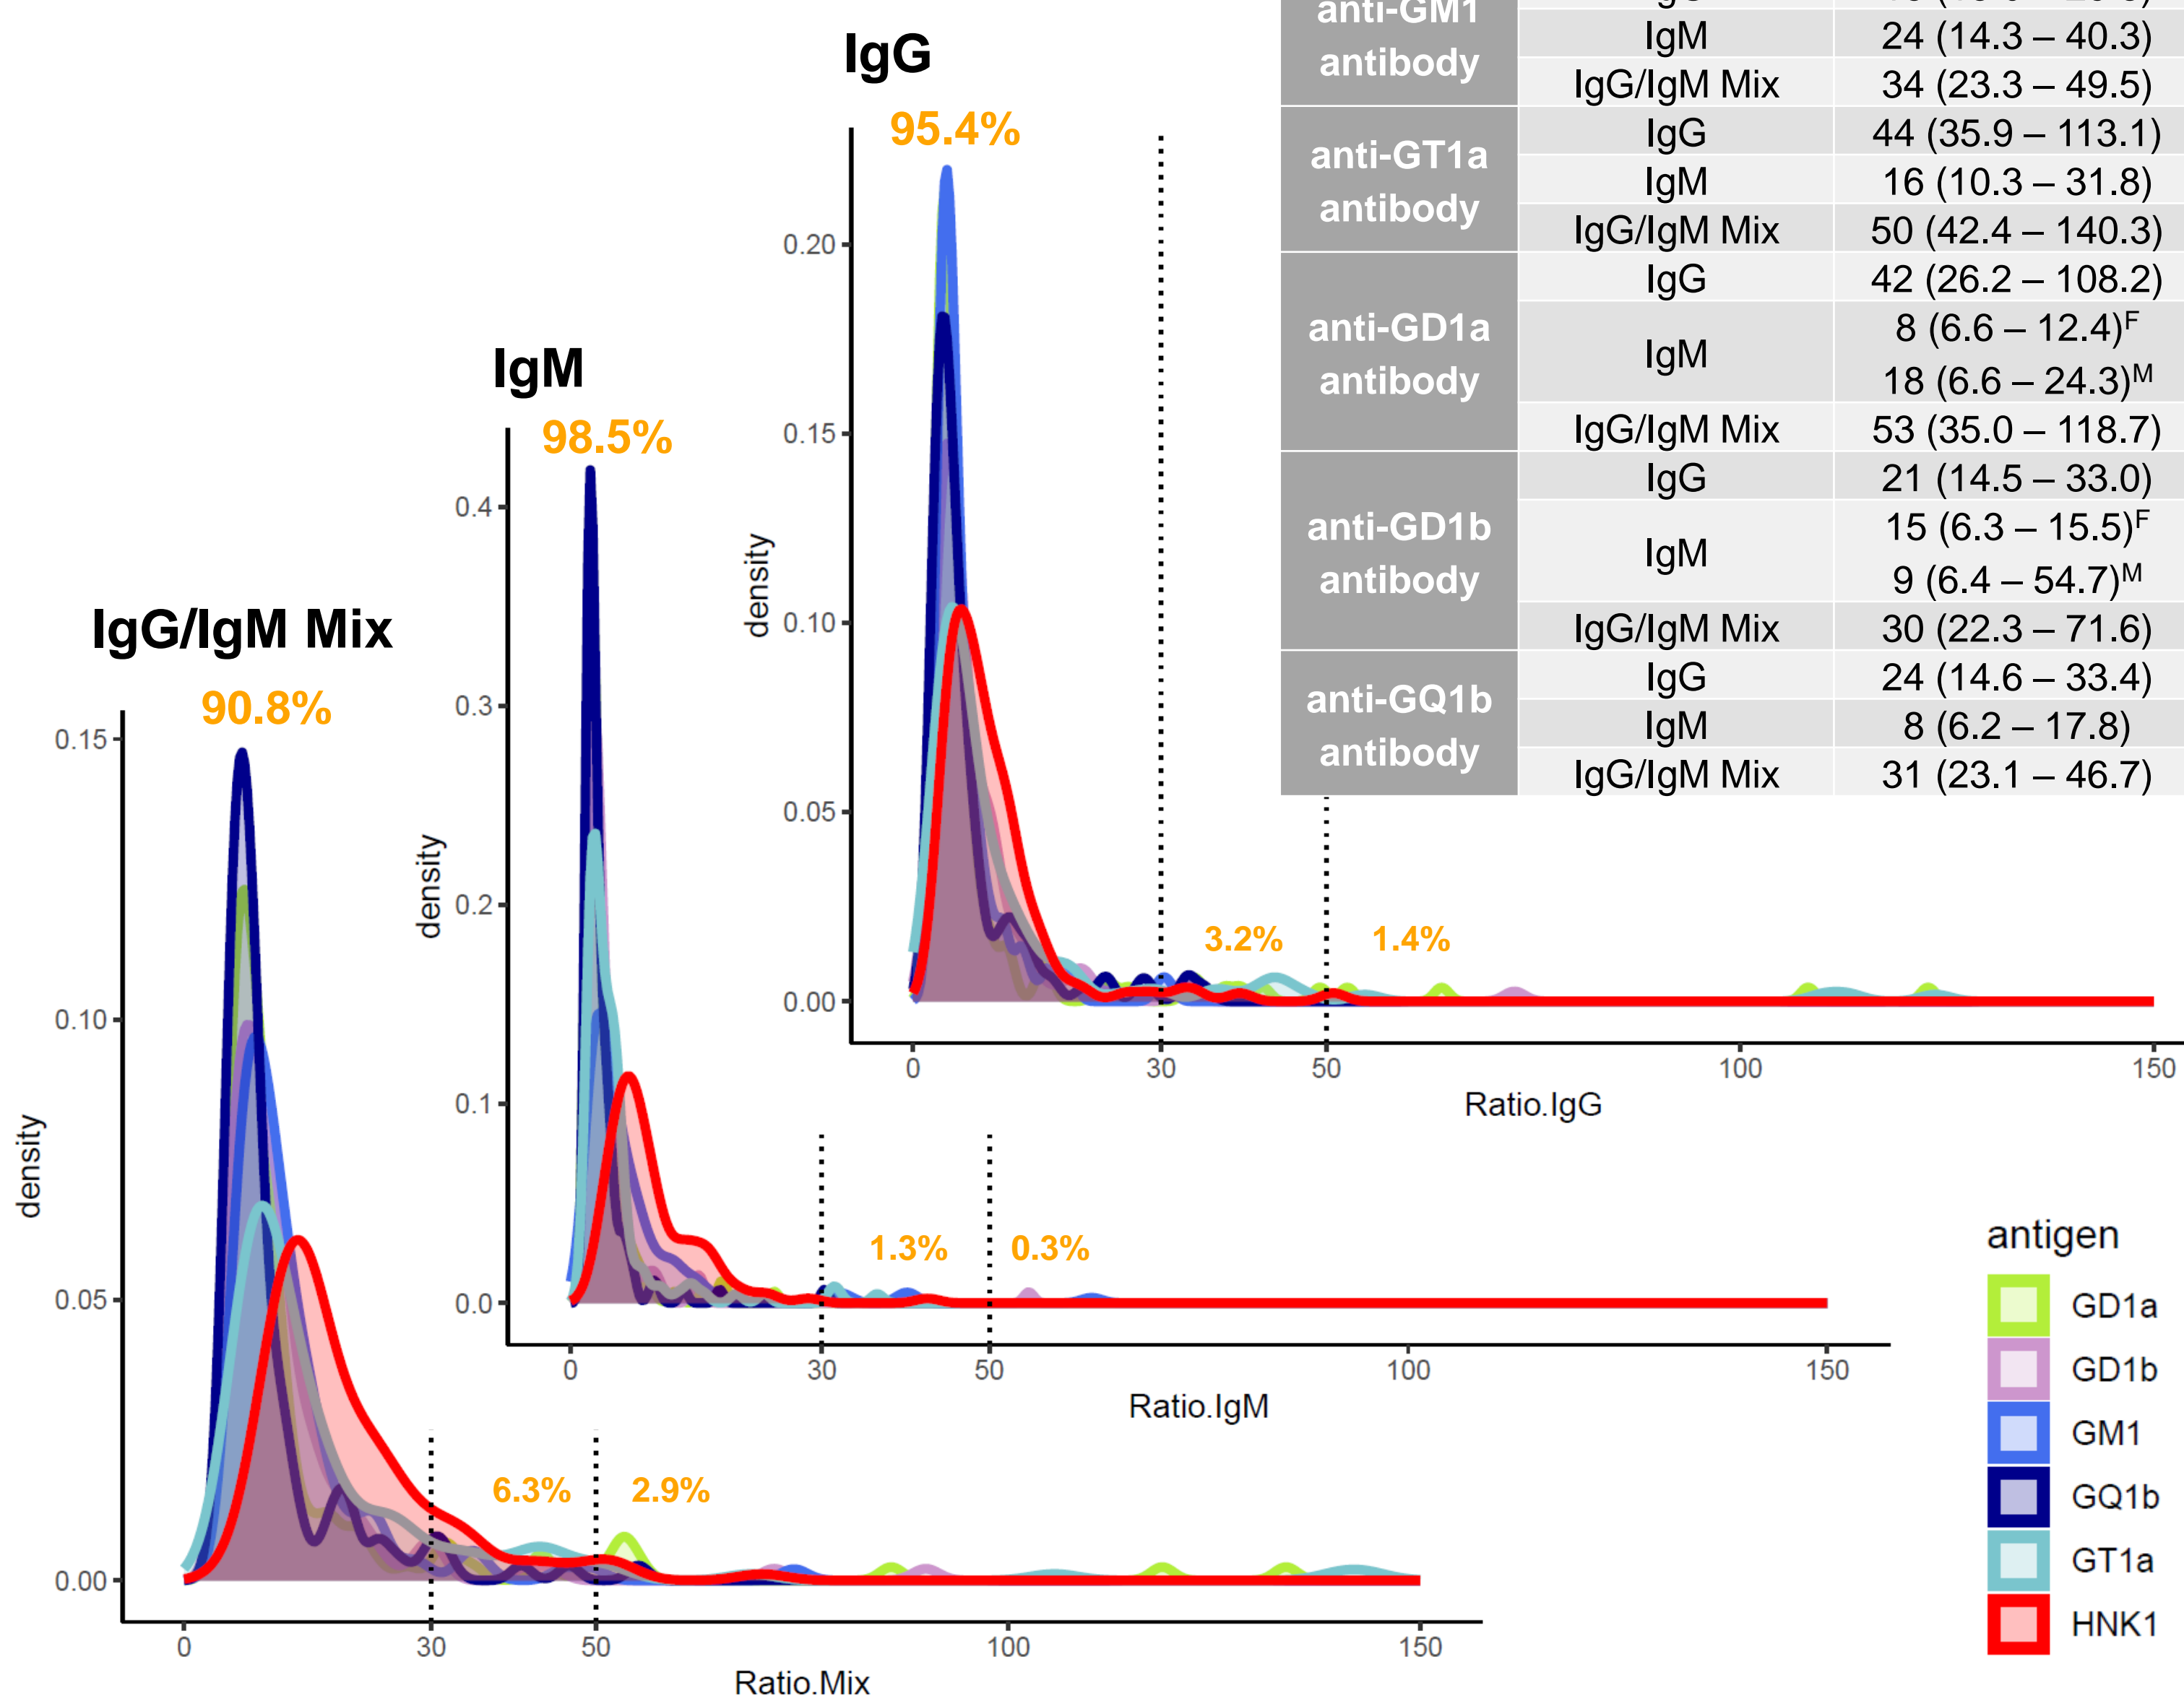 anti-GM1
antibody
IgM 24 (14.3 – 40.3)
IgG/IgM Mix 34 (23.3 – 49.5)
anti-GT1a
antibody
IgG 44 (35.9 – 113.1)
IgM 16 (10.3 – 31.8)
IgG/IgM Mix 50 (42.4 – 140.3)
anti-GD1a
antibody
IgG 42 (26.2 – 108.2)
IgM
8 (6.6 – 12.4)F
18 (6.6 – 24.3)M
IgG/IgM Mix 53 (35.0 – 118.7)
anti-GD1b
antibody
IgG 21 (14.5 – 33.0)
IgM
15 (6.3 – 15.5)F
9 (6.4 – 54.7)M
IgG/IgM Mix 30 (22.3 – 71.6)
anti-GQ1b
antibody
IgG 24 (14.6 – 33.4)
IgM 8 (6.2 – 17.8)
IgG/IgM Mix 31 (23.1 – 46.7)
IgG
95.4%
0.20
0.15
0.10
0.05
0.00
density
3.2%
1.4%
0 30 50 100 150
Ratio.IgG
IgM
98.5%
0.4
0.3
0.2
0.1
0.0
density
1.3%
0.3%
0 30 50 100 150
Ratio.IgM
IgG/IgM Mix
90.8%
0.15
0.10
0.05
0.00
density
6.3%
2.9%
0 30 50 100 150
Ratio.Mix
antigen
GD1a
GD1b
GM1
GQ1b
GT1a
HNK1